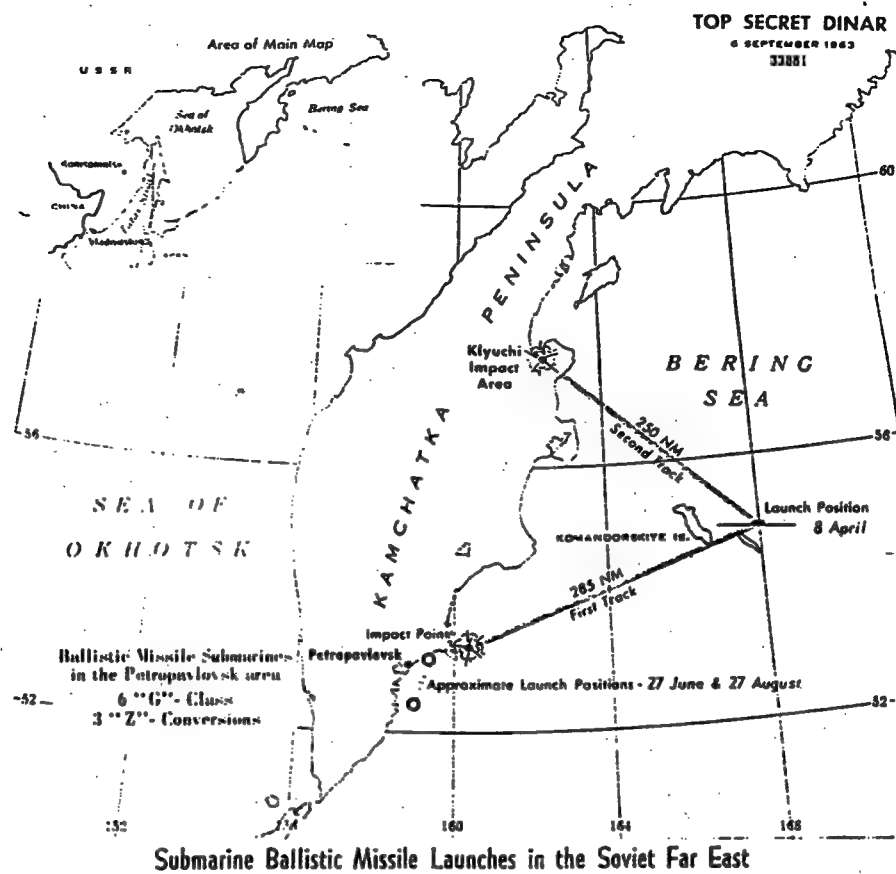 TOP SECRET DINAR
6 SEPTEMBER 1963
33881
Area of Main Map
USSR
Sea of
Okhotsk
Bering Sea
CHINA
60
KAMCHATKA PENINSULA
Klyuchi
Impact
Area
BERING
SEA
56
56
250 NM
Second Track
SEA OF
OKHOTSK
Launch Position
8 April
KOMANDORSKIYE IS.
285 NM
First Track
Impact Point
Petropavlovsk
Ballistic Missile Submarines
in the Petropavlovsk area
6 "G"- Class
3 "Z"- Conversions
Approximate Launch Positions - 27 June & 27 August
52
52
152
160
164
168
Submarine Ballistic Missile Launches in the Soviet Far East